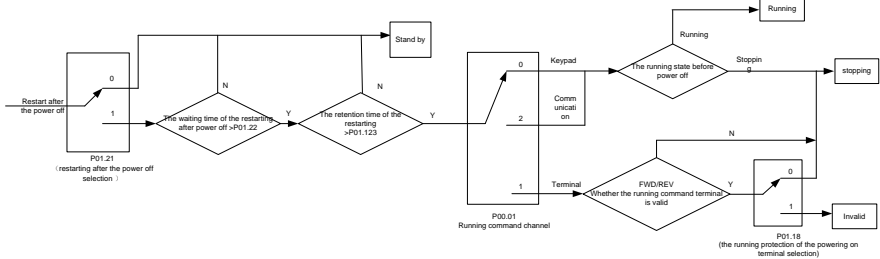 Running
Stand by
Running
0
Keypad
Stoppin
g
The running state before
power off
stopping
0
N
N
Restart after
the power off
Comm
unicati
on
1
The waiting time of the restarting
after power off >P01.22
Y
The retention time of the
restarting
>P01.123
Y
2
N
P01.21
（restarting after the power off
selection ）
1
Terminal
FWD/REV
Whether the running command terminal
is valid
Y
0
1
Invalid
P00.01
Running command channel
P01.18
(the running protection of the powering on
terminal selection)